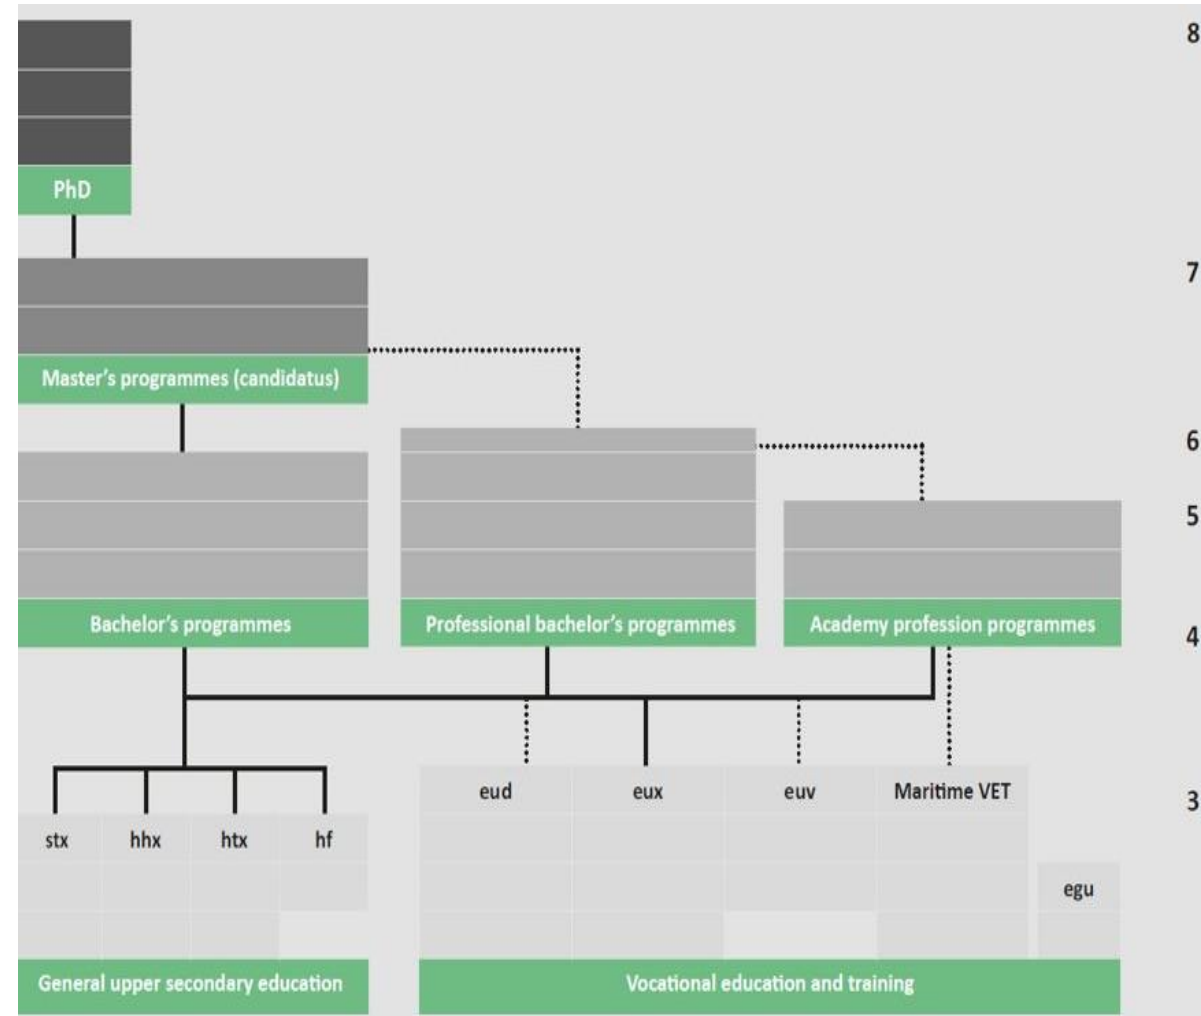 8
PhD
7
Master's programmes (candidatus)
6
5
Bachelor's programmes
Professional bachelor's programmes
Academy profession programmes
4
eud
eux
euv
Maritime VET
3
stx
hhx
htx
hf
egu
General upper secondary education
Vocational education and training